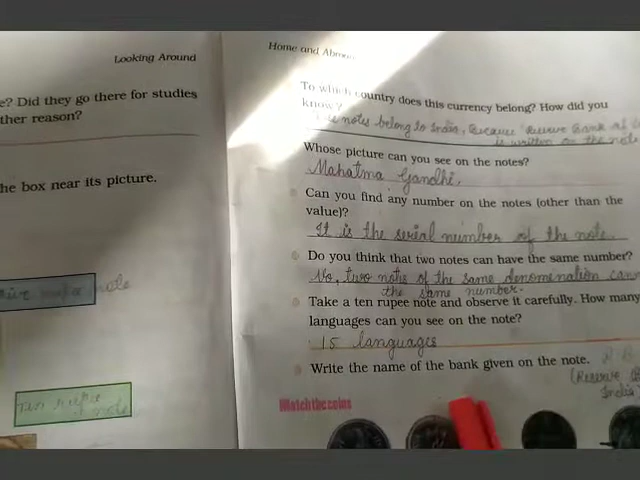 Looking Around
e? Did they go there for studies
ther reason?
he box near its picture.
rupee note
Ten rupee
note
Home and Abroad
To which country does this currency belong? How did you
know?
notes belong to India, Because Reserve Bank of
is written on the note
Whose picture can you see on the notes?
Mahatma Gandhi.
Can you find any number on the notes (other than the
value)?
It is the serial number of the note.
Do you think that two notes can have the same number?
No, two notes of the same denomination can
the same number.
Take a ten rupee note and observe it carefully. How many
languages can you see on the note?
15 languages
Write the name of the bank given on the note.
(Reserve
India
Match the coins